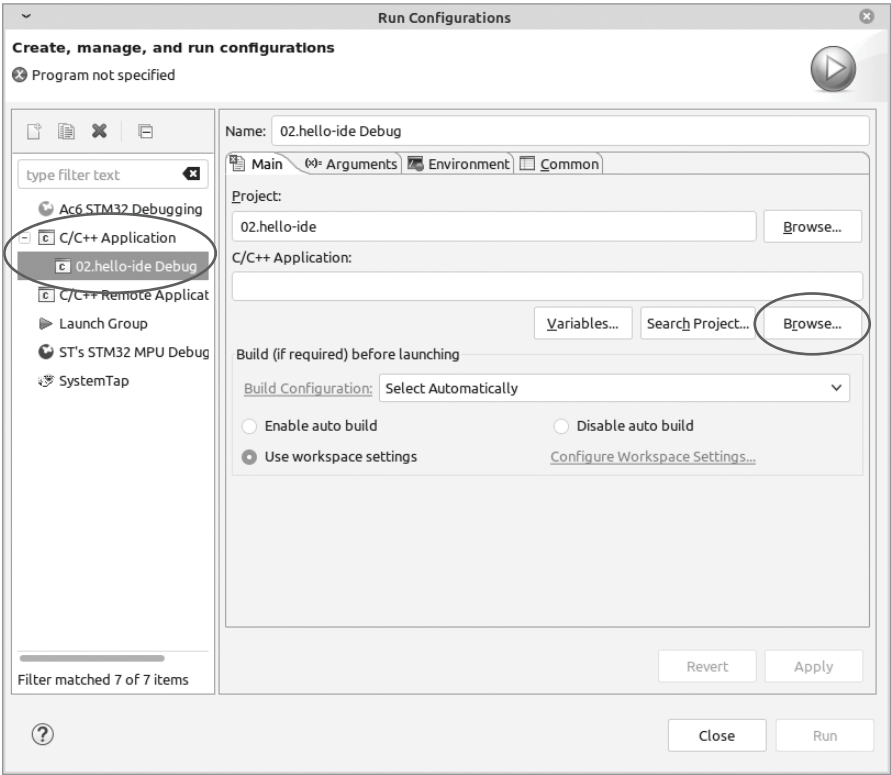 Run Configurations
Create, manage, and run configurations
Program not specified
type filter text
Ac6 STM32 Debugging
C/C++ Application
02.hello-ide Debug
C/C++ Remote Applicat
Launch Group
ST's STM32 MPU Debug
SystemTap
Filter matched 7 of 7 items
Name: 02.hello-ide Debug
Main (x)= Arguments Environment Common
Project:
02.hello-ide Browse...
C/C++ Application:
Variables... Search Project... Browse...
Build (if required) before launching
Build Configuration: Select Automatically
Enable auto build Disable auto build
Use workspace settings Configure Workspace Settings...
Revert Apply
Close Run